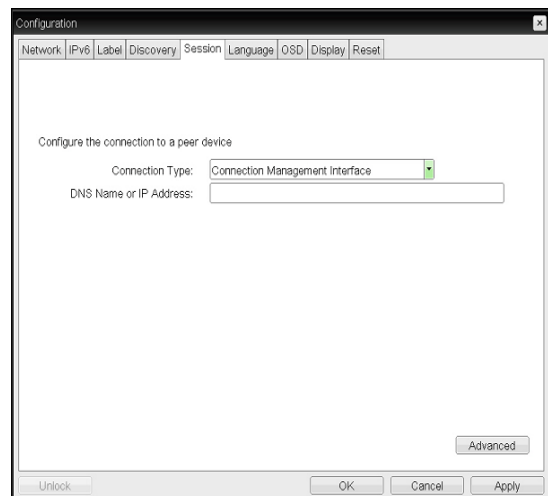 Configuration
Network IPv6 Label Discovery Session Language OSD Display Reset
Configure the connection to a peer device
Connection Type: Connection Management Interface
DNS Name or IP Address:
Advanced
Unlock OK Cancel Apply